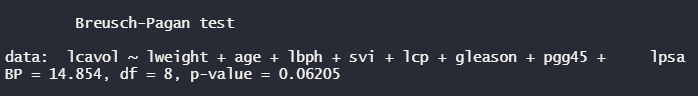 Breusch-Pagan test
data:  lcavol ~ lweight + age + lbph + svi + lcp + gleason + pgg45 +     lpsa
BP = 14.854, df = 8, p-value = 0.06205